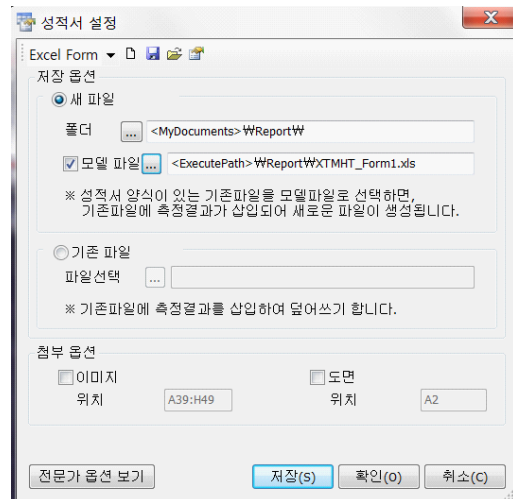 성적서 설정
Excel Form
저장 옵션
새 파일
폴더 ... <MyDocuments>₩Report₩
모델 파일 ... <ExecutePath>₩Report₩XTMHT_Form1.xls
※ 성적서 양식이 있는 기존파일을 모델파일로 선택하면,
기존파일에 측정결과가 삽입되어 새로운 파일이 생성됩니다.
기존 파일
파일선택 ...
※ 기존파일에 측정결과를 삽입하여 덮어쓰기 합니다.
첨부 옵션
이미지 도면
위치 A39:H49 위치 A2
전문가 옵션 보기 저장(S) 확인(O) 취소(C)